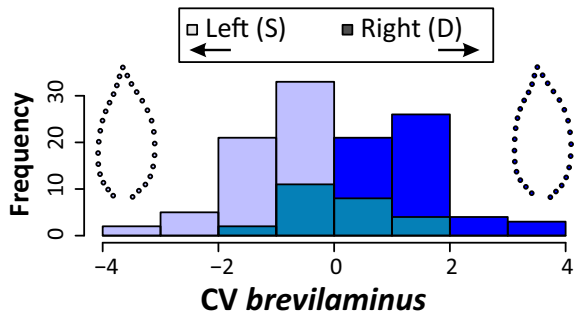 Left (S) Right (D)
Frequency
0 10 20 30
−4 −2 0 2 4
CV brevilaminus